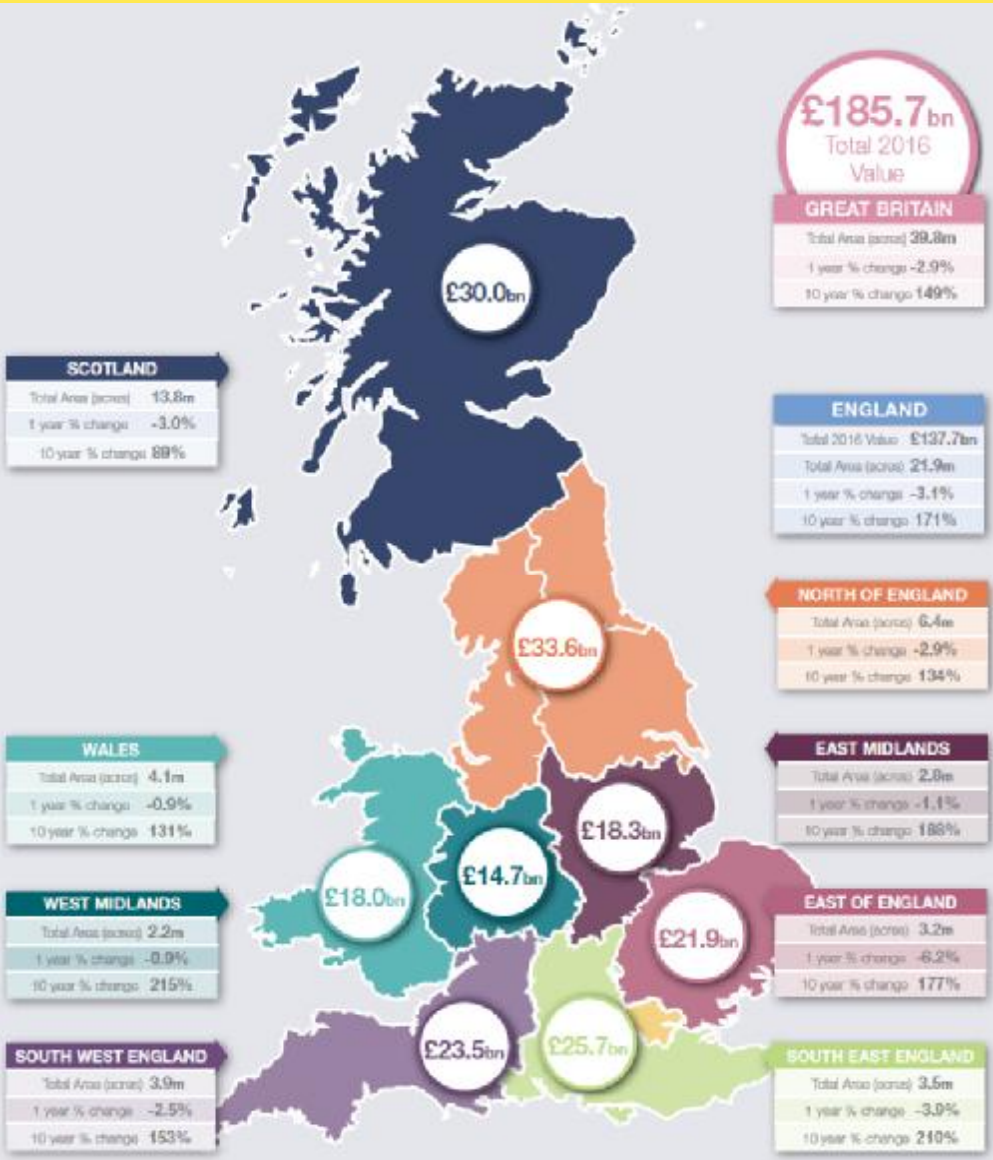 £185.7bn
Total 2016
Value
GREAT BRITAIN
Total Area (acres) 39.8m
1 year % change -2.9%
10 year % change 149%
£30.0bn
SCOTLAND
Total Area (acres) 13.8m
1 year % change -3.0%
10 year % change 89%
ENGLAND
Total 2016 Value £137.7bn
Total Area (acres) 21.9m
1 year % change -3.1%
10 year % change 171%
NORTH OF ENGLAND
Total Area (acres) 6.4m
1 year % change -2.9%
10 year % change 134%
£33.6bn
WALES
Total Area (acres) 4.1m
1 year % change -0.9%
10 year % change 131%
EAST MIDLANDS
Total Area (acres) 2.8m
1 year % change -1.1%
10 year % change 188%
£18.3bn
£14.7bn
£18.0bn
WEST MIDLANDS
Total Area (acres) 2.2m
1 year % change -0.9%
10 year % change 215%
EAST OF ENGLAND
Total Area (acres) 3.2m
1 year % change -6.2%
10 year % change 177%
£21.9bn
£23.5bn
£25.7bn
SOUTH WEST ENGLAND
Total Area (acres) 3.9m
1 year % change -2.5%
10 year % change 153%
SOUTH EAST ENGLAND
Total Area (acres) 3.5m
1 year % change -3.9%
10 year % change 210%